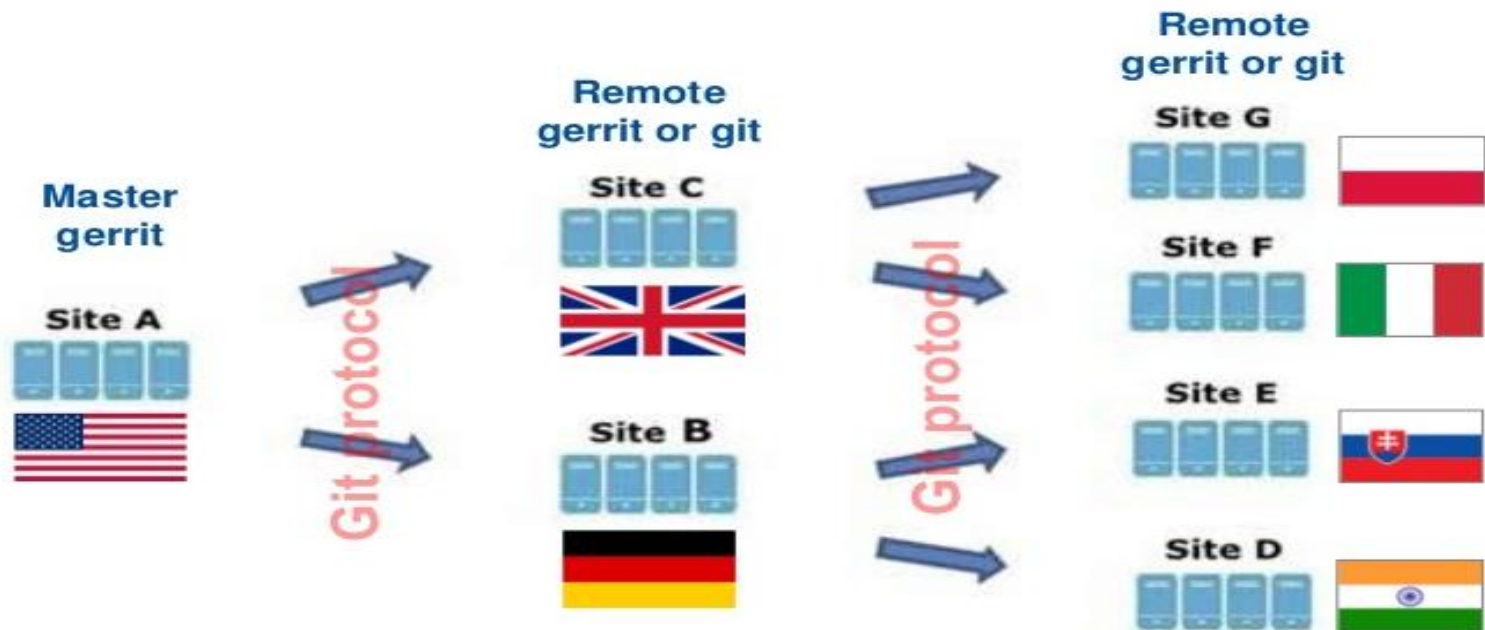 Master
gerrit
Site A
Git protocol
Remote
gerrit or git
Site C
Site B
Git protocol
Remote
gerrit or git
Site G
Site F
Site E
Site D